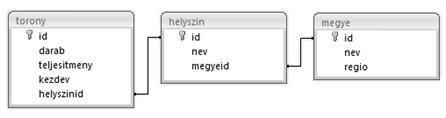 torony
id
darab
teljesitmeny
kezdev
helyszinid
helyszin
id
nev
megyeid
megye
id
nev
regio